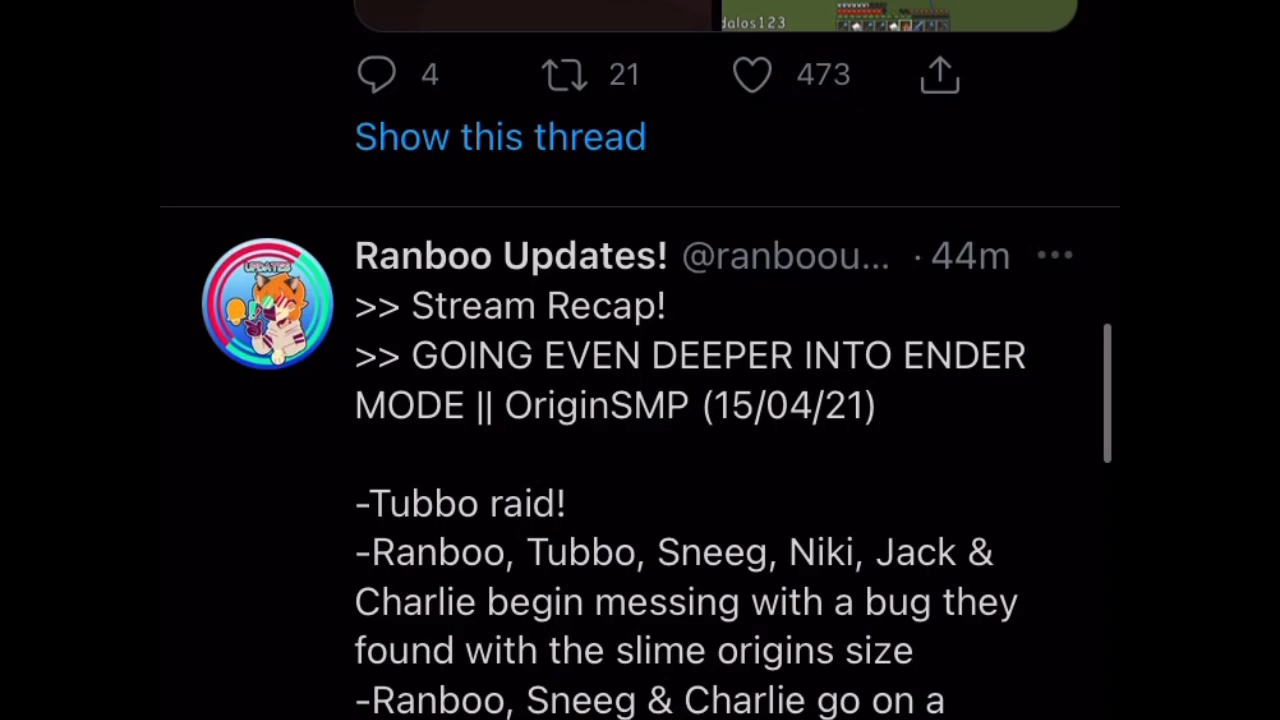 dalos123
4 21 473
Show this thread
Ranboo Updates! @ranboou... · 44m
UPDATES
>> Stream Recap!
>> GOING EVEN DEEPER INTO ENDER
MODE || OriginSMP (15/04/21)
-Tubbo raid!
-Ranboo, Tubbo, Sneeg, Niki, Jack &
Charlie begin messing with a bug they
found with the slime origins size
-Ranboo, Sneeg & Charlie go on a